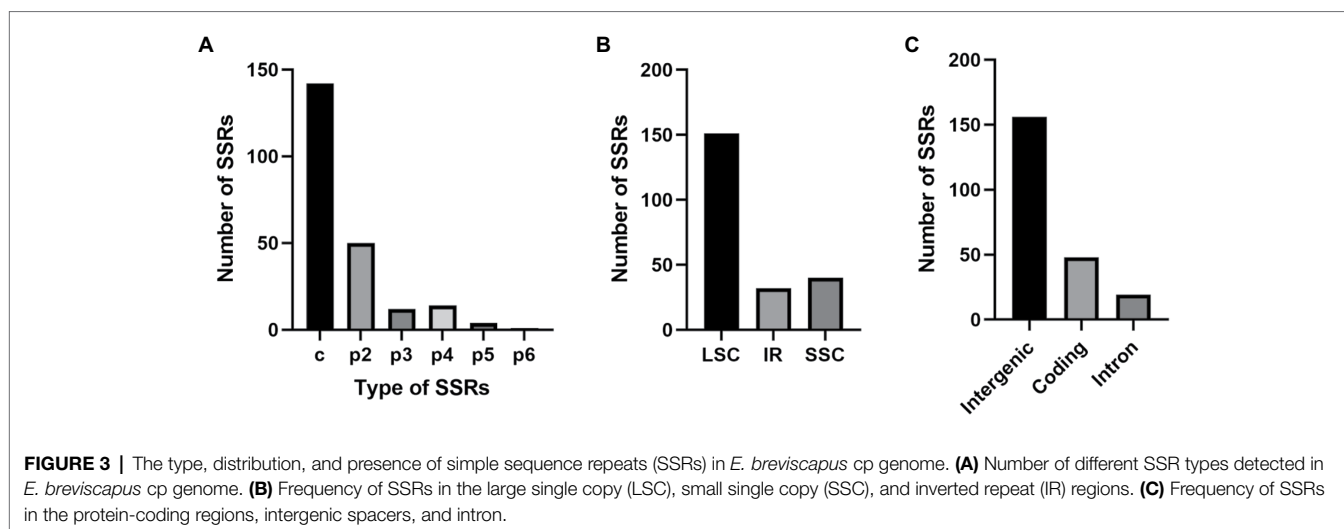 A
Number of SSRs
150
100
50
0
c p2 p3 p4 p5 p6
Type of SSRs
B
Number of SSRs
200
150
100
50
0
LSC IR SSC
C
Number of SSRs
200
150
100
50
0
Intergenic
Coding
Intron
FIGURE 3 | The type, distribution, and presence of simple sequence repeats (SSRs) in E. breviscapus cp genome. (A) Number of different SSR types detected in
E. breviscapus cp genome. (B) Frequency of SSRs in the large single copy (LSC), small single copy (SSC), and inverted repeat (IR) regions. (C) Frequency of SSRs
in the protein-coding regions, intergenic spacers, and intron.